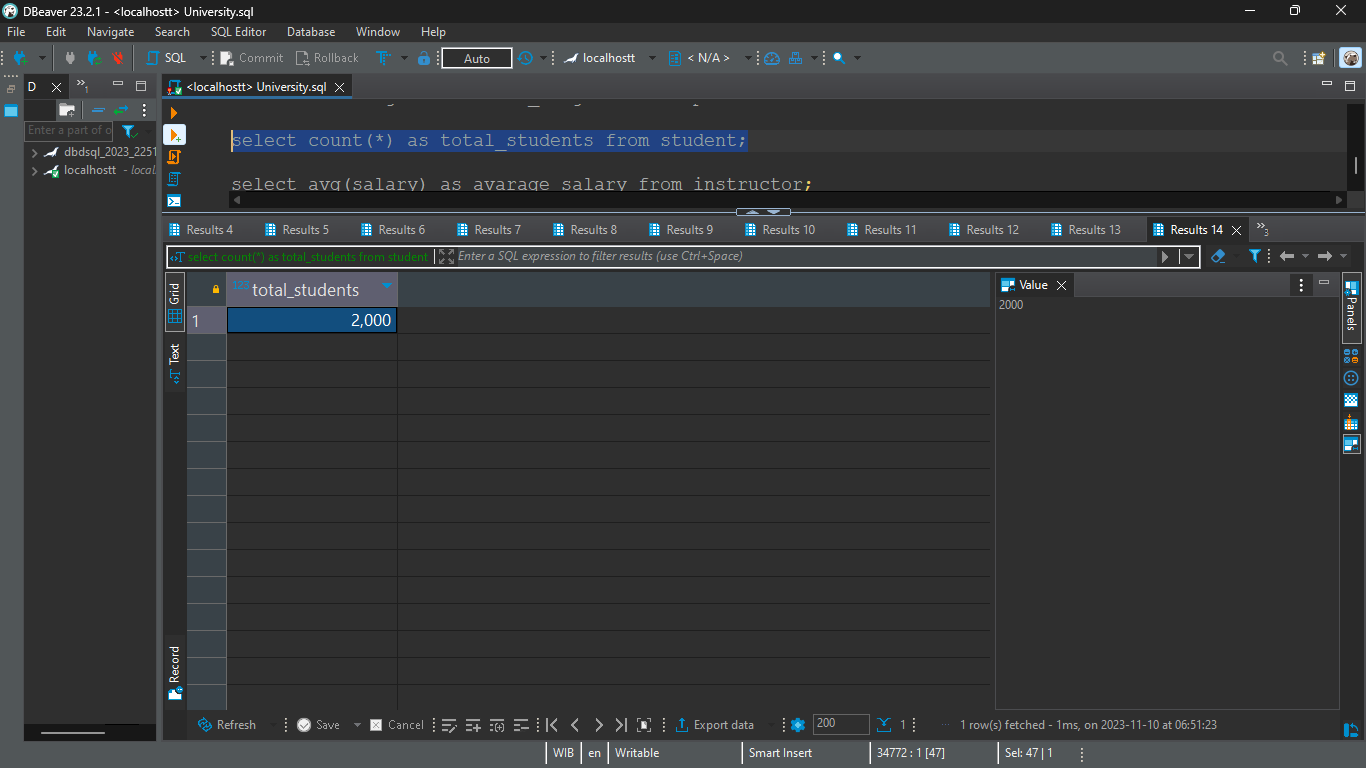 DBeaver 23.2.1 - <localhostt> University.sql
File Edit Navigate Search SQL Editor Database Window Help
SQL Commit Rollback Auto localhostt < N/A >
D »1 <localhostt> University.sql
Enter a part of o
dbdsql_2023_2251
localhostt - local
select count(*) as total_students from student;
select avg(salary) as avarage_salary from instructor;
Results 4 Results 5 Results 6 Results 7 Results 8 Results 9 Results 10 Results 11 Results 12 Results 13 Results 14 »3
select count(*) as total_students from student Enter a SQL expression to filter results (use Ctrl+Space)
Grid
Text
Record
123 total_students
1 2,000
Value
2000
Panels
Refresh Save Cancel Export data 200 1 1 row(s) fetched - 1ms, on 2023-11-10 at 06:51:23
WIB en Writable Smart Insert 34772 : 1 [47] Sel: 47 | 1